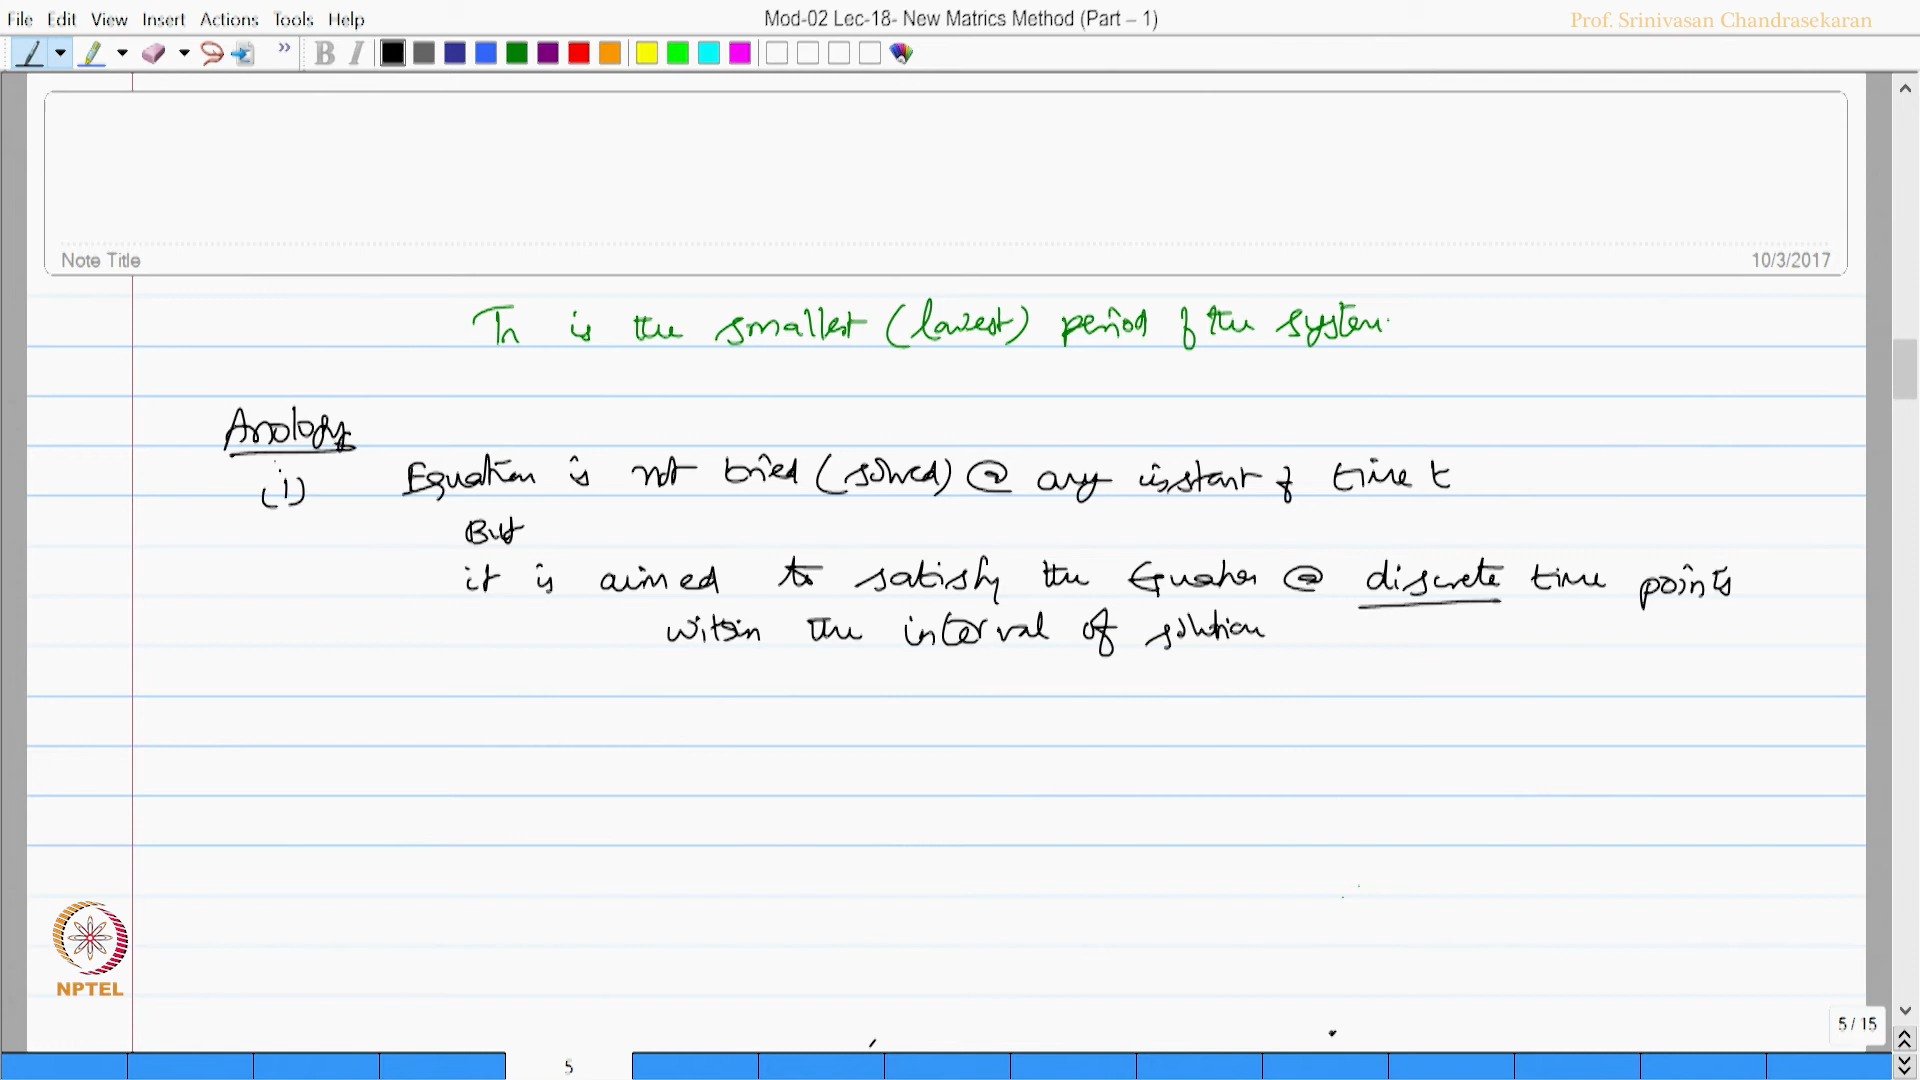 File Edit View Insert Actions Tools Help
Mod-02 Lec-18- New Matrics Method (Part – 1)
Prof. Srinivasan Chandrasekaran
B I
Note Title
10/3/2017
Tn is the smallest (lowest) period of the system.
Analogy
(i) Equation is not tried (solved) @ any instant of time t
But
it is aimed to satisfy the Equation @ discrete time points
within the interval of solution
NPTEL
5 / 15
5